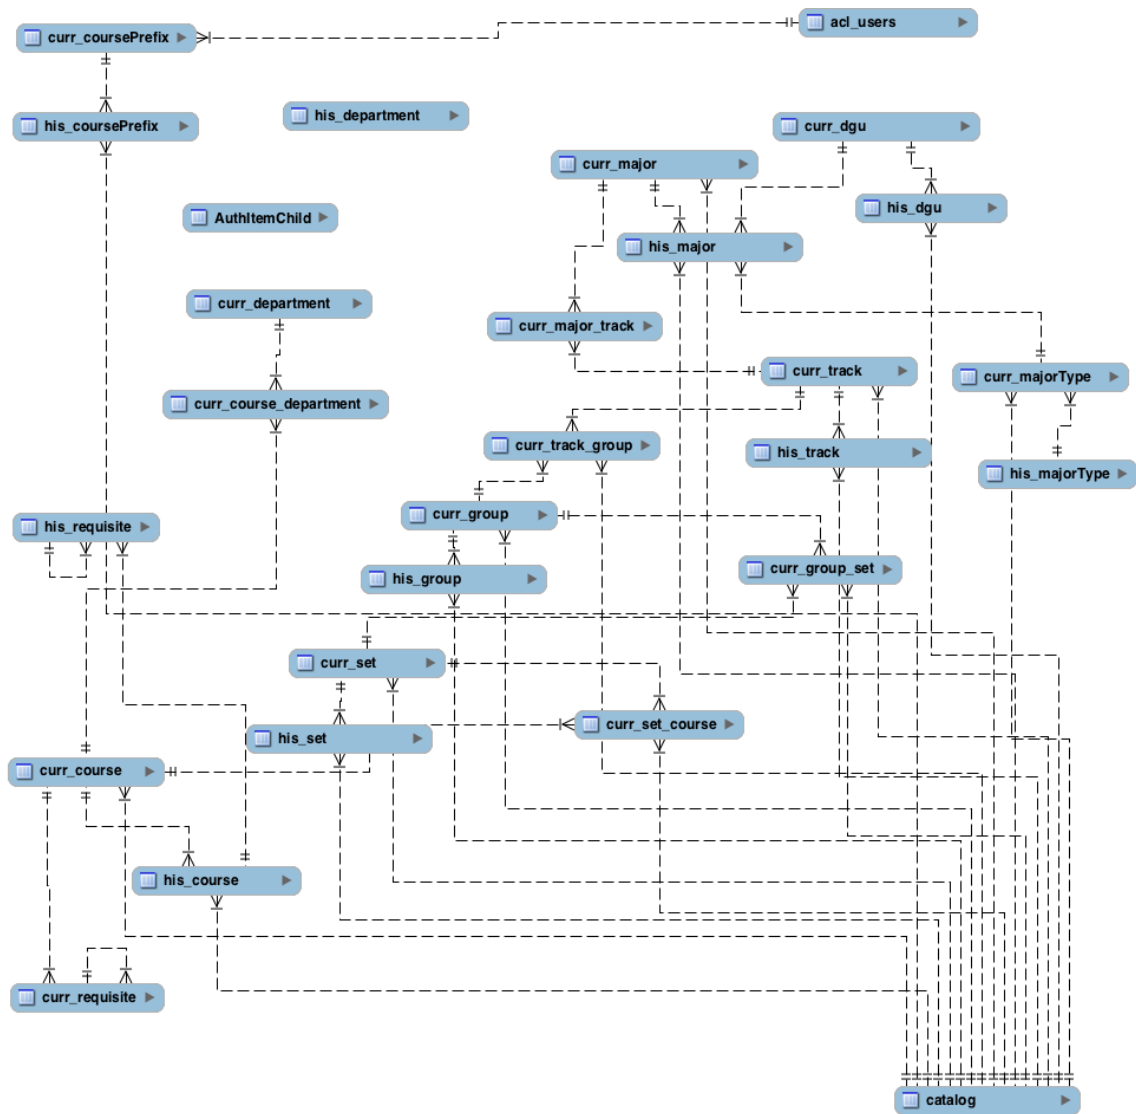 acl_users
curr_coursePrefix
his_department
his_coursePrefix
curr_dgu
curr_major
his_dgu
AuthItemChild
his_major
curr_department
curr_major_track
curr_track
curr_majorType
curr_course_department
curr_track_group
his_track
his_majorType
curr_group
his_requisite
curr_group_set
his_group
curr_set
curr_set_course
his_set
curr_course
his_course
curr_requisite
catalog